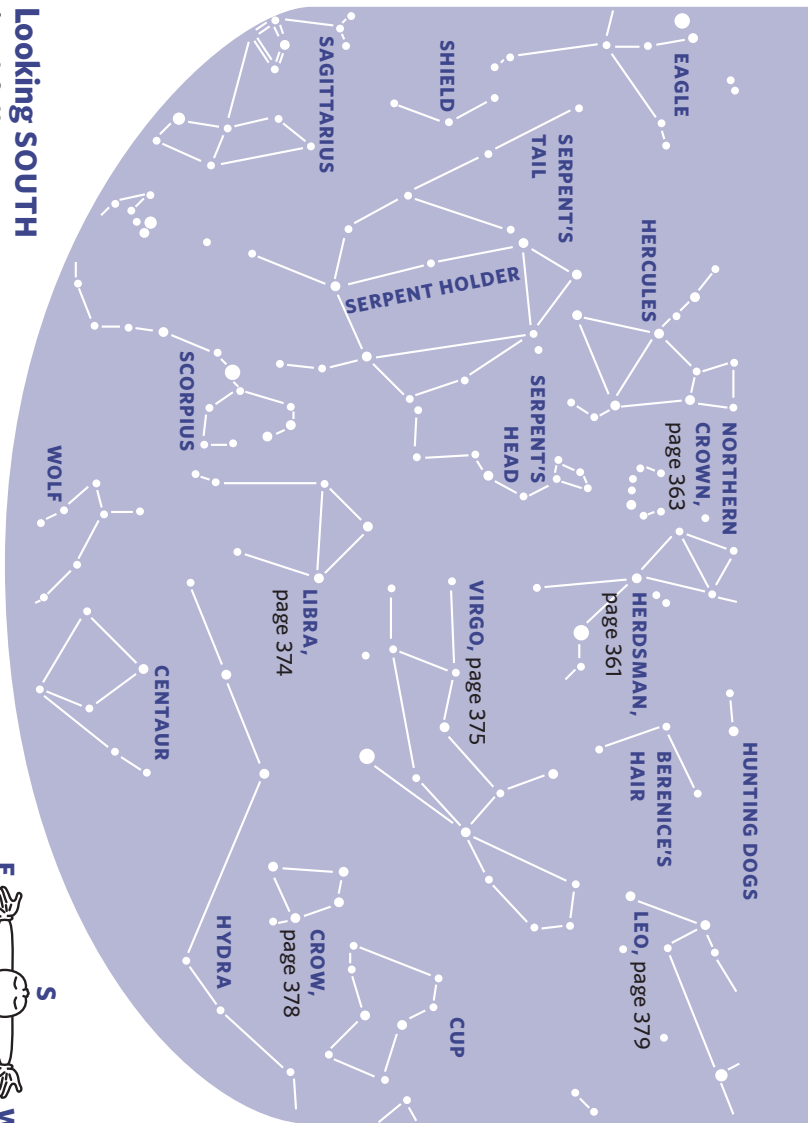 HUNTING DOGS
NORTHERN
CROWN,
page 363
EAGLE
BERENICE'S
HAIR
HERCULES
HERDSMAN,
page 361
LEO, page 379
SERPENT'S
TAIL
SERPENT'S
HEAD
VIRGO, page 375
CUP
SHIELD
SERPENT HOLDER
SAGITTARIUS
CROW,
page 378
LIBRA,
page 374
HYDRA
SCORPIUS
CENTAUR
WOLF
Looking SOUTH
S
E
W